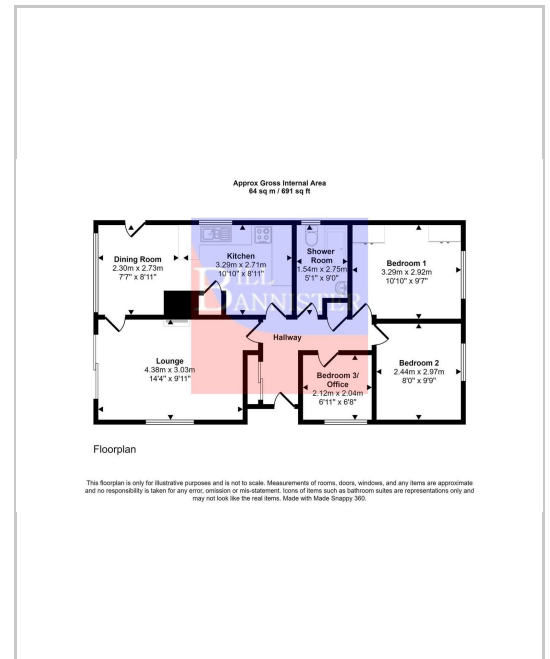 Approx Gross Internal Area
64 sq m / 691 sq ft
Dining Room
2.30m x 2.73m
7'7" x 8'11"
Kitchen
3.29m x 2.71m
10'10" x 8'11"
Shower
Room
1.54m x 2.75m
5'1" x 9'0"
Bedroom 1
3.29m x 2.92m
10'10" x 9'7"
BILL
BANNISTER
Hallway
Lounge
4.38m x 3.03m
14'4" x 9'11"
Bedroom 3/
Office
2.12m x 2.04m
6'11" x 6'8"
Bedroom 2
2.44m x 2.97m
8'0" x 9'9"
Floorplan
This floorplan is only for illustrative purposes and is not to scale. Measurements of rooms, doors, windows, and any items are approximate
and no responsibility is taken for any error, omission or mis-statement. Icons of items such as bathroom suites are representations only and
may not look like the real items. Made with Made Snappy 360.